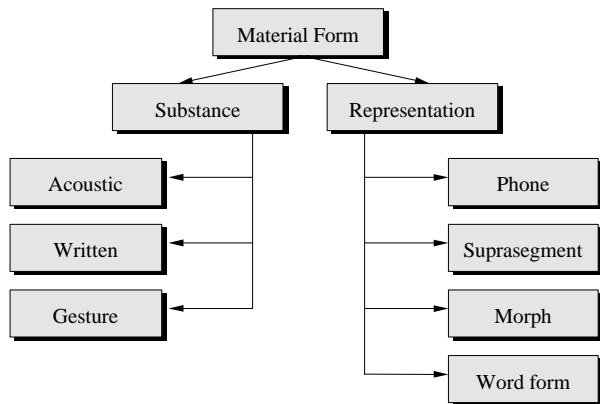 Material Form
Substance
Representation
Acoustic
Phone
Written
Suprasegment
Gesture
Morph
Word form